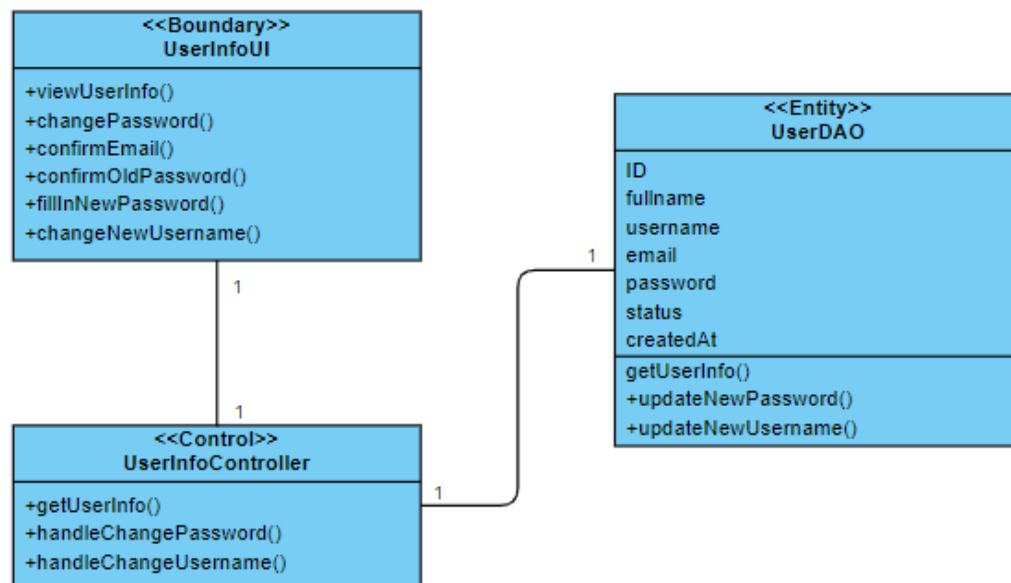 <<Boundary>>
UserInfoUI
+viewUserInfo()
+changePassword()
+confirmEmail()
+confirmOldPassword()
+fillInNewPassword()
+changeNewUsername()
1
1
<<Control>>
UserInfoController
+getUserInfo()
+handleChangePassword()
+handleChangeUsername()
1
1
<<Entity>>
UserDAO
ID
fullname
username
email
password
status
createdAt
getUserInfo()
+updateNewPassword()
+updateNewUsername()